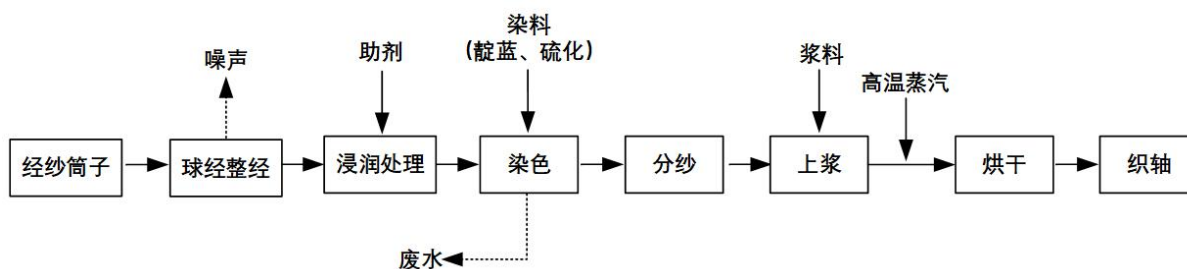 染料
(靛蓝、硫化)
噪声
助剂
浆料
高温蒸汽
经纱筒子
球经整经
浸润处理
染色
分纱
上浆
烘干
织轴
废水